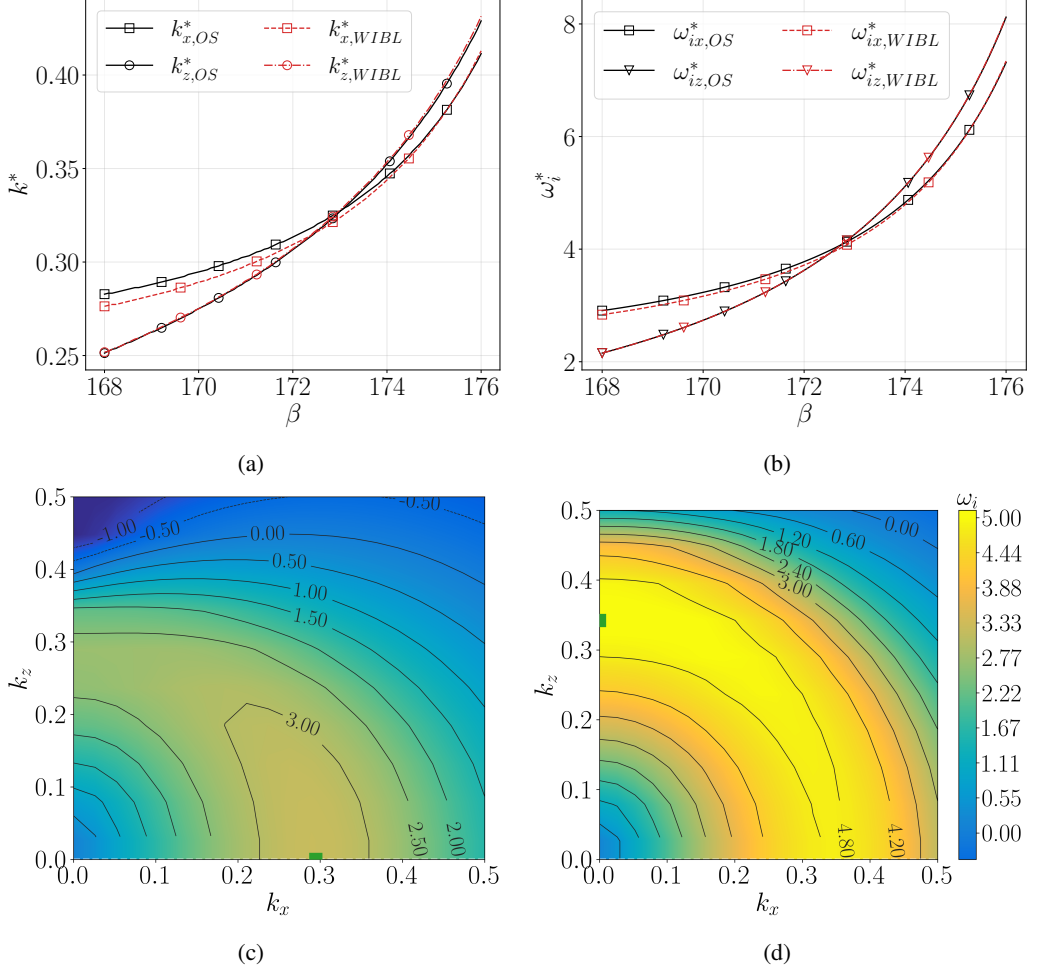 k*x,OS
k*z,OS
k*x,WIBL
k*z,WIBL
0.40
0.35
0.30
0.25
k*
168 170 172 174 176
β
(a)
ω*ix,OS
ω*iz,OS
ω*ix,WIBL
ω*iz,WIBL
8
6
4
2
ω*i
168 170 172 174 176
β
(b)
0.5
0.4
0.3
0.2
0.1
0.0
kz
-1.00
-0.50
-0.50
0.00
0.50
1.00
1.50
3.00
2.50
2.00
0.0 0.1 0.2 0.3 0.4 0.5
kx
(c)
0.5
0.4
0.3
0.2
0.1
0.0
kz
0.00
0.60
1.20
1.80
2.40
3.00
4.80
4.20
0.0 0.1 0.2 0.3 0.4 0.5
kx
ωi
5.00
4.44
3.88
3.33
2.77
2.22
1.67
1.11
0.55
0.00
(d)